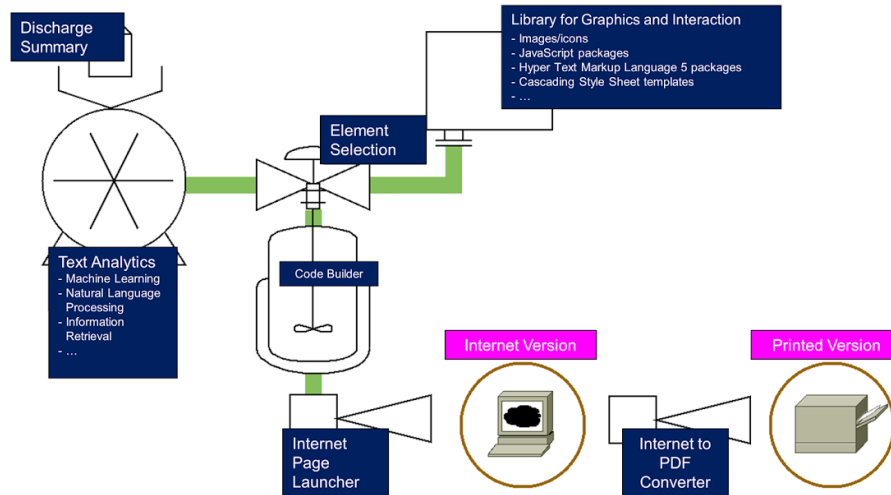 Discharge
Summary
Library for Graphics and Interaction
- Images/icons
- JavaScript packages
- Hyper Text Markup Language 5 packages
- Cascading Style Sheet templates
- ...
Element
Selection
Text Analytics
- Machine Learning
- Natural Language
Processing
- Information
Retrieval
- ...
Code Builder
Internet Version
Printed Version
Internet
Page
Launcher
Internet to
PDF
Converter